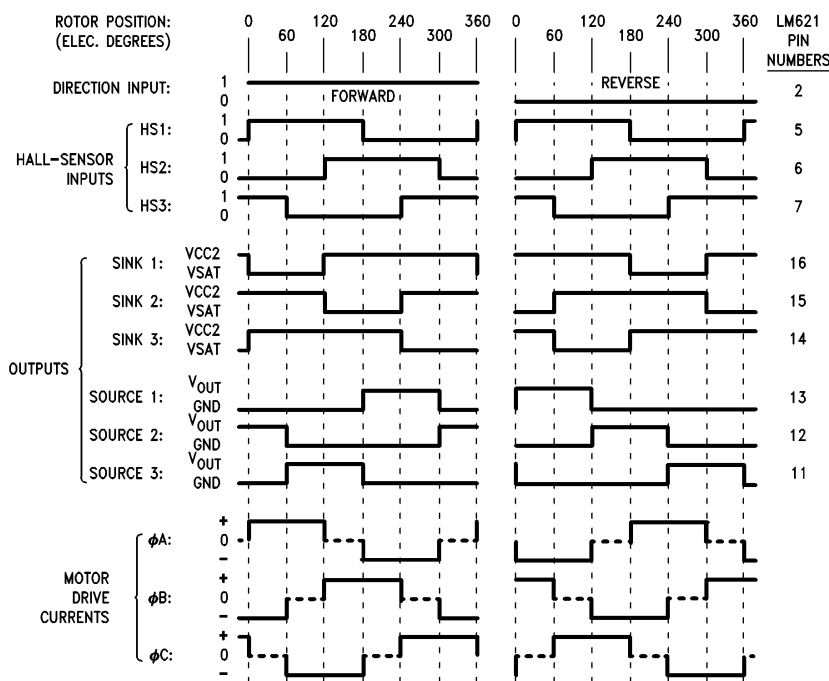 ROTOR POSITION: 0 120 240 360 0 120 240 360 LM621
(ELEC. DEGREES) 60 180 300 60 180 300 PIN
NUMBERS
DIRECTION INPUT: 1 FORWARD REVERSE 2
0
HALL-SENSOR
INPUTS
HS1: 1 5
0
HS2: 1 6
0
HS3: 1 7
0
OUTPUTS
SINK 1: VCC2 16
VSAT
SINK 2: VCC2 15
VSAT
SINK 3: VCC2 14
VSAT
SOURCE 1: VOUT 13
GND
SOURCE 2: VOUT 12
GND
SOURCE 3: VOUT 11
GND
MOTOR
DRIVE
CURRENTS
ϕA: +
0
−
ϕB: +
0
−
ϕC: +
0
−